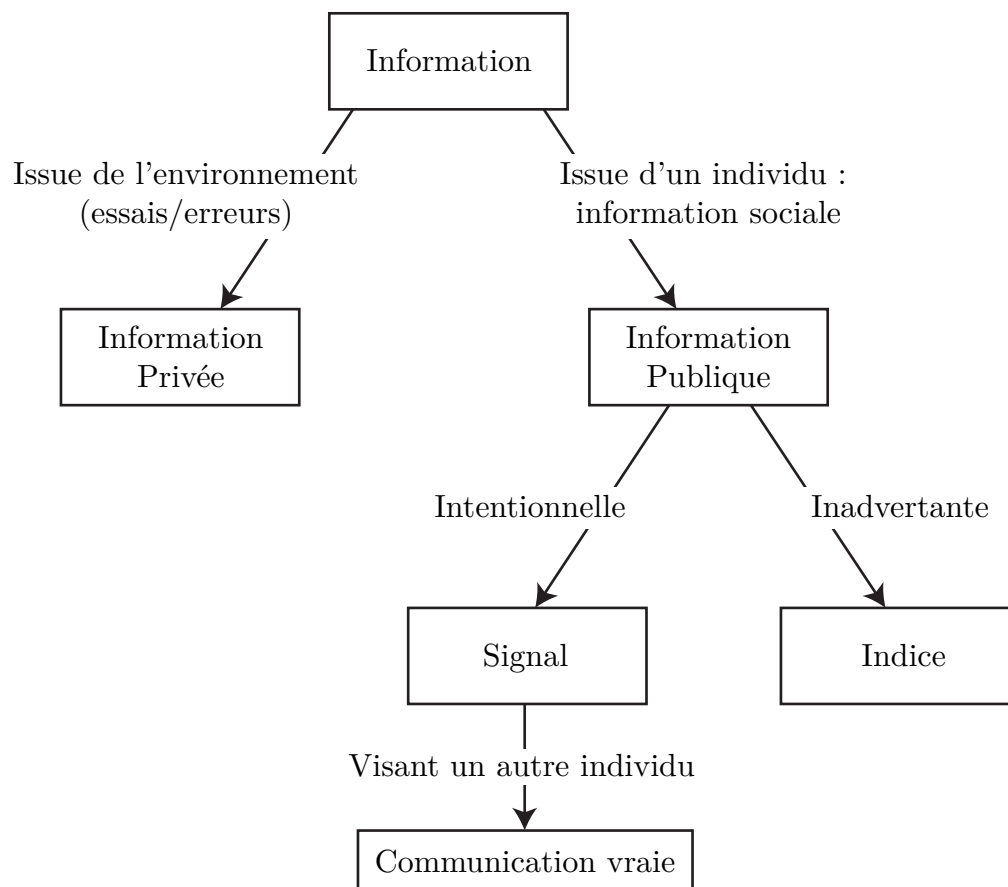 Information
Issue de l'environnement
(essais/erreurs)
Issue d'un individu :
information sociale
Information
Privée
Information
Publique
Intentionnelle
Inadvertante
Signal
Indice
Visant un autre individu
Communication vraie